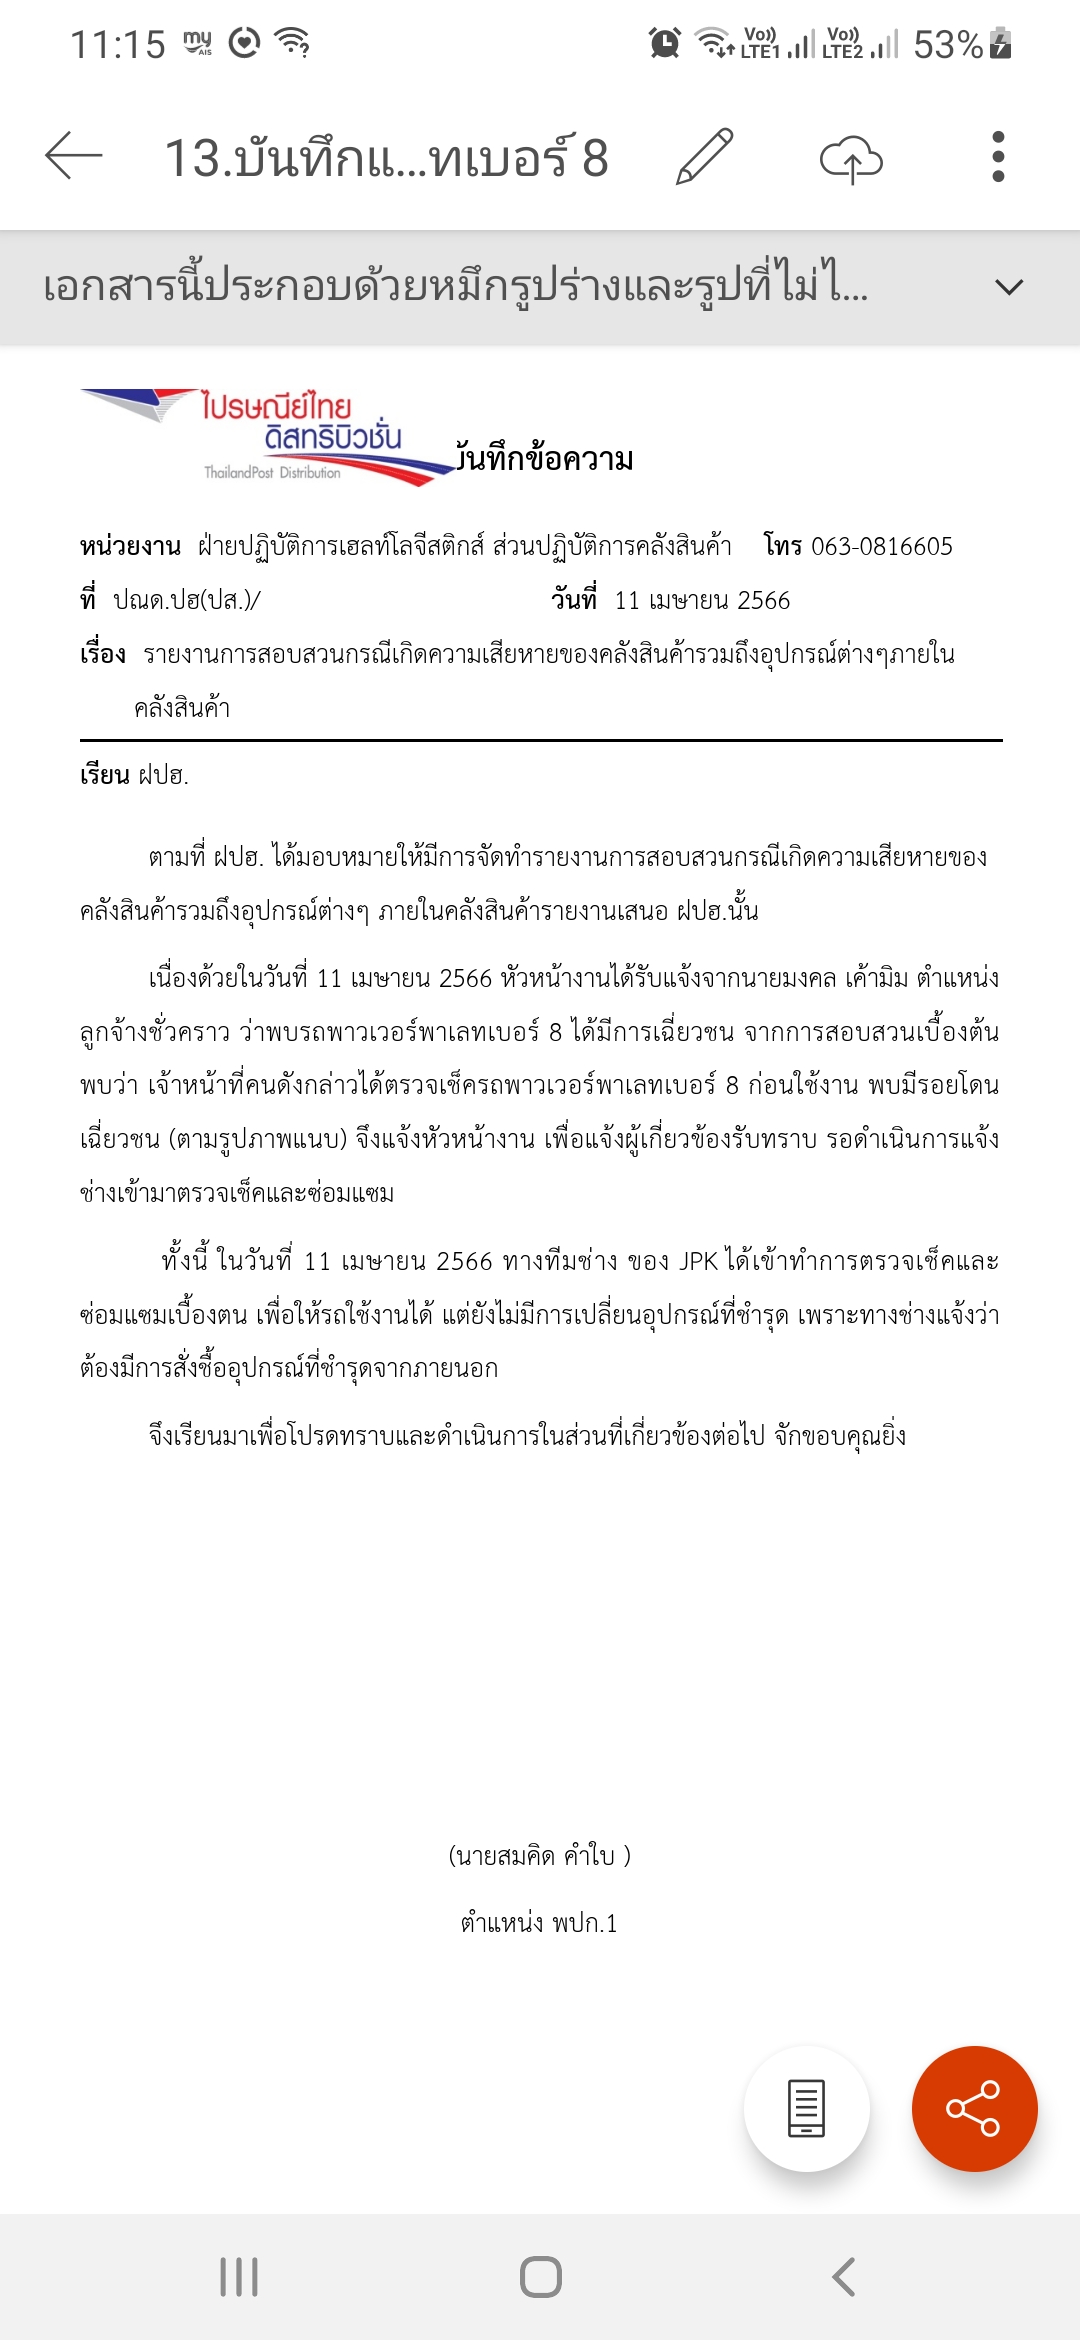 11:15 my AIS Vo)) LTE1 Vo)) LTE2 53%
13.บันทึกแ...ทเบอร์ 8
เอกสารนี้ประกอบด้วยหมึกรูปร่างและรูปที่ไม่ไ...
ไปรษณีย์ไทย
ดิสทริบิวชั่น
ThailandPost Distribution
บันทึกข้อความ
หน่วยงาน ฝ่ายปฏิบัติการเฮลท์โลจีสติกส์ ส่วนปฏิบัติการคลังสินค้า โทร 063-0816605
ที่ ปณด.ปฮ(ปส.)/ วันที่ 11 เมษายน 2566
เรื่อง รายงานการสอบสวนกรณีเกิดความเสียหายของคลังสินค้ารวมถึงอุปกรณ์ต่างๆภายใน
คลังสินค้า
เรียน ฝปฮ.
ตามที่ ฝปฮ. ได้มอบหมายให้มีการจัดทำรายงานการสอบสวนกรณีเกิดความเสียหายของ
คลังสินค้ารวมถึงอุปกรณ์ต่างๆ ภายในคลังสินค้ารายงานเสนอ ฝปฮ.นั้น
เนื่องด้วยในวันที่ 11 เมษายน 2566 หัวหน้างานได้รับแจ้งจากนายมงคล เค้ามิม ตำแหน่ง
ลูกจ้างชั่วคราว ว่าพบรถพาวเวอร์พาเลทเบอร์ 8 ได้มีการเฉี่ยวชน จากการสอบสวนเบื้องต้น
พบว่า เจ้าหน้าที่คนดังกล่าวได้ตรวจเช็ครถพาวเวอร์พาเลทเบอร์ 8 ก่อนใช้งาน พบมีรอยโดน
เฉี่ยวชน (ตามรูปภาพแนบ) จึงแจ้งหัวหน้างาน เพื่อแจ้งผู้เกี่ยวข้องรับทราบ รอดำเนินการแจ้ง
ช่างเข้ามาตรวจเช็คและซ่อมแซม
ทั้งนี้ ในวันที่ 11 เมษายน 2566 ทางทีมช่าง ของ JPK ได้เข้าทำการตรวจเช็คและ
ซ่อมแซมเบื้องตน เพื่อให้รถใช้งานได้ แต่ยังไม่มีการเปลี่ยนอุปกรณ์ที่ชำรุด เพราะทางช่างแจ้งว่า
ต้องมีการสั่งชื้ออุปกรณ์ที่ชำรุดจากภายนอก
จึงเรียนมาเพื่อโปรดทราบและดำเนินการในส่วนที่เกี่ยวข้องต่อไป จักขอบคุณยิ่ง
(นายสมคิด คำใบ )
ตำแหน่ง พปก.1